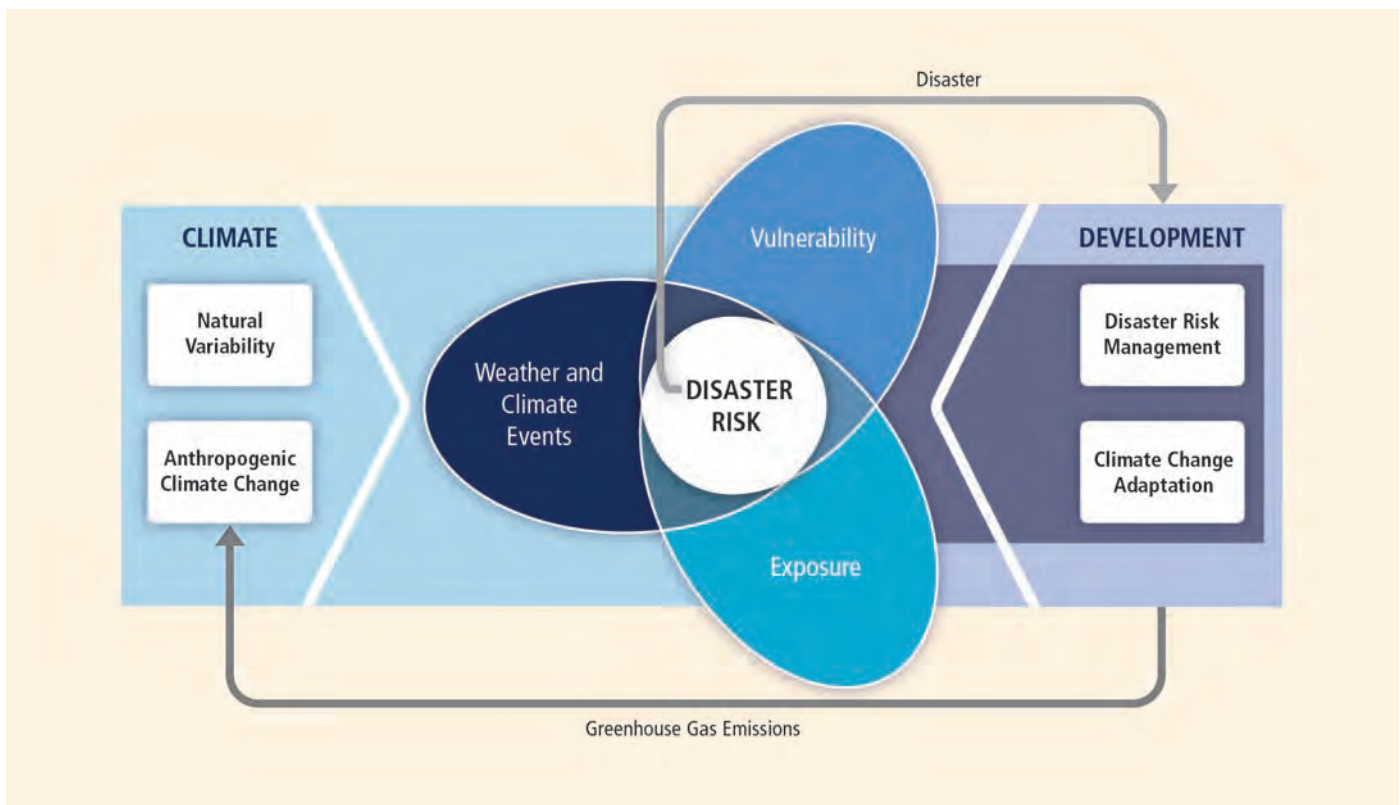 Disaster
CLIMATE
Natural
Variability
Anthropogenic
Climate Change
Weather and
Climate
Events
Vulnerability
DISASTER
RISK
Exposure
DEVELOPMENT
Disaster Risk
Management
Climate Change
Adaptation
Greenhouse Gas Emissions